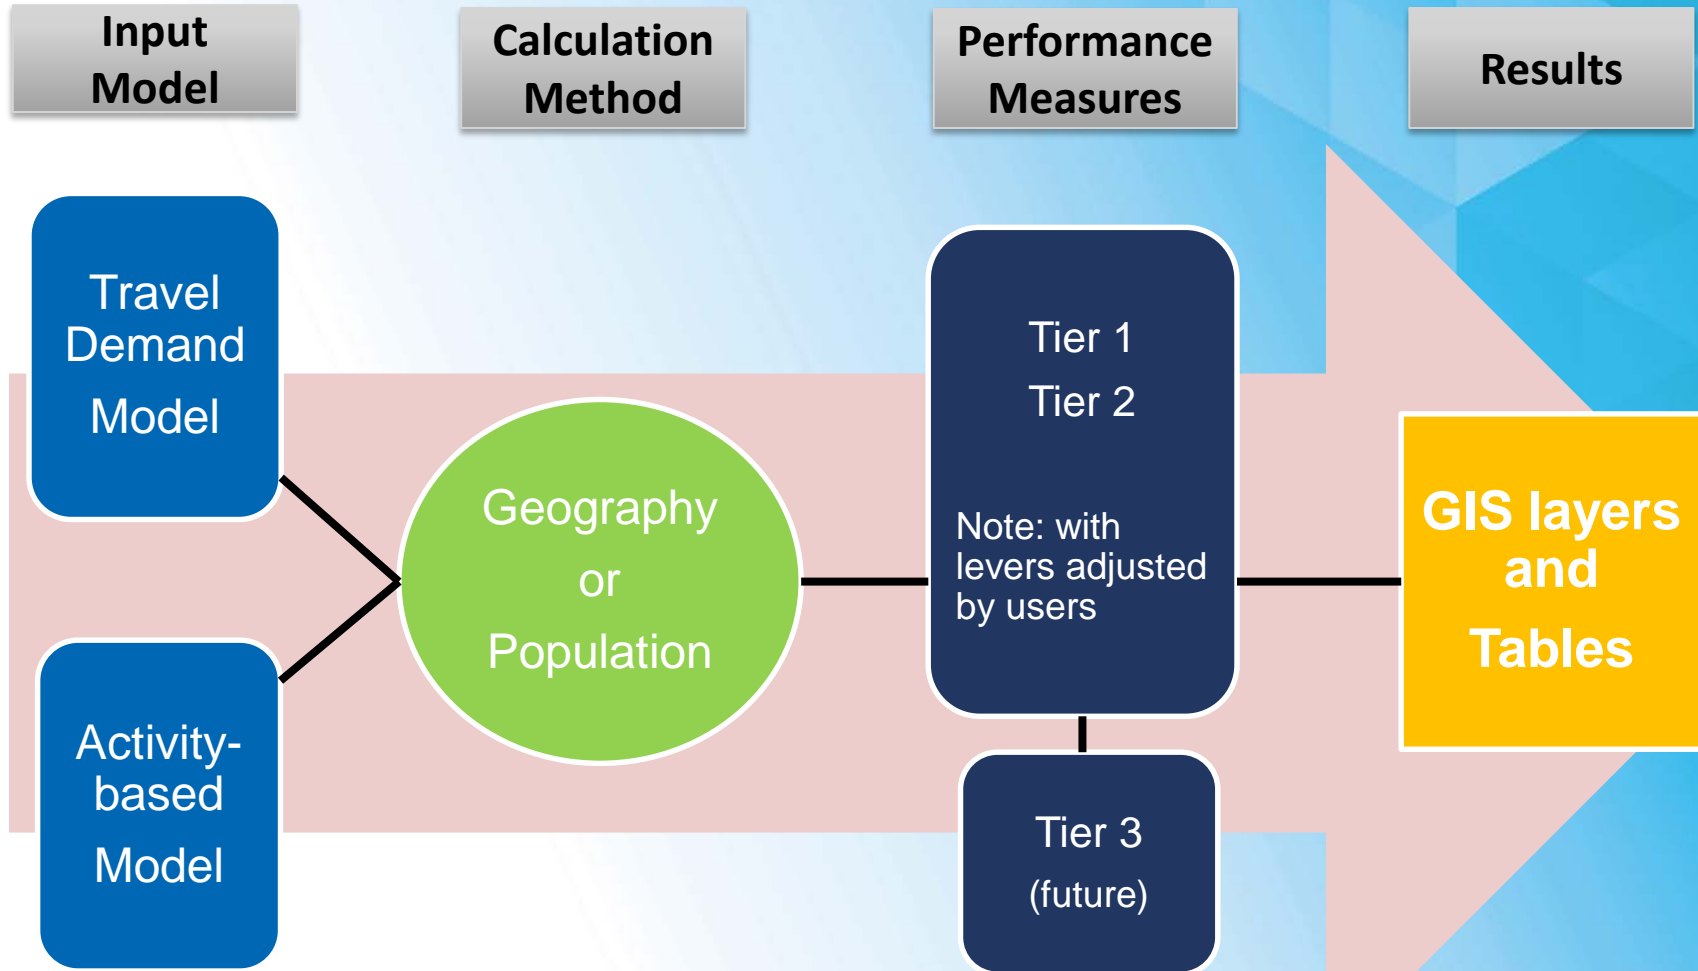 Input
Model
Calculation
Method
Performance
Measures
Results
Travel
Demand
Model
Activity-
based
Model
Geography
or
Population
Tier 1
Tier 2
Note: with
levers adjusted
by users
Tier 3
(future)
GIS layers
and
Tables